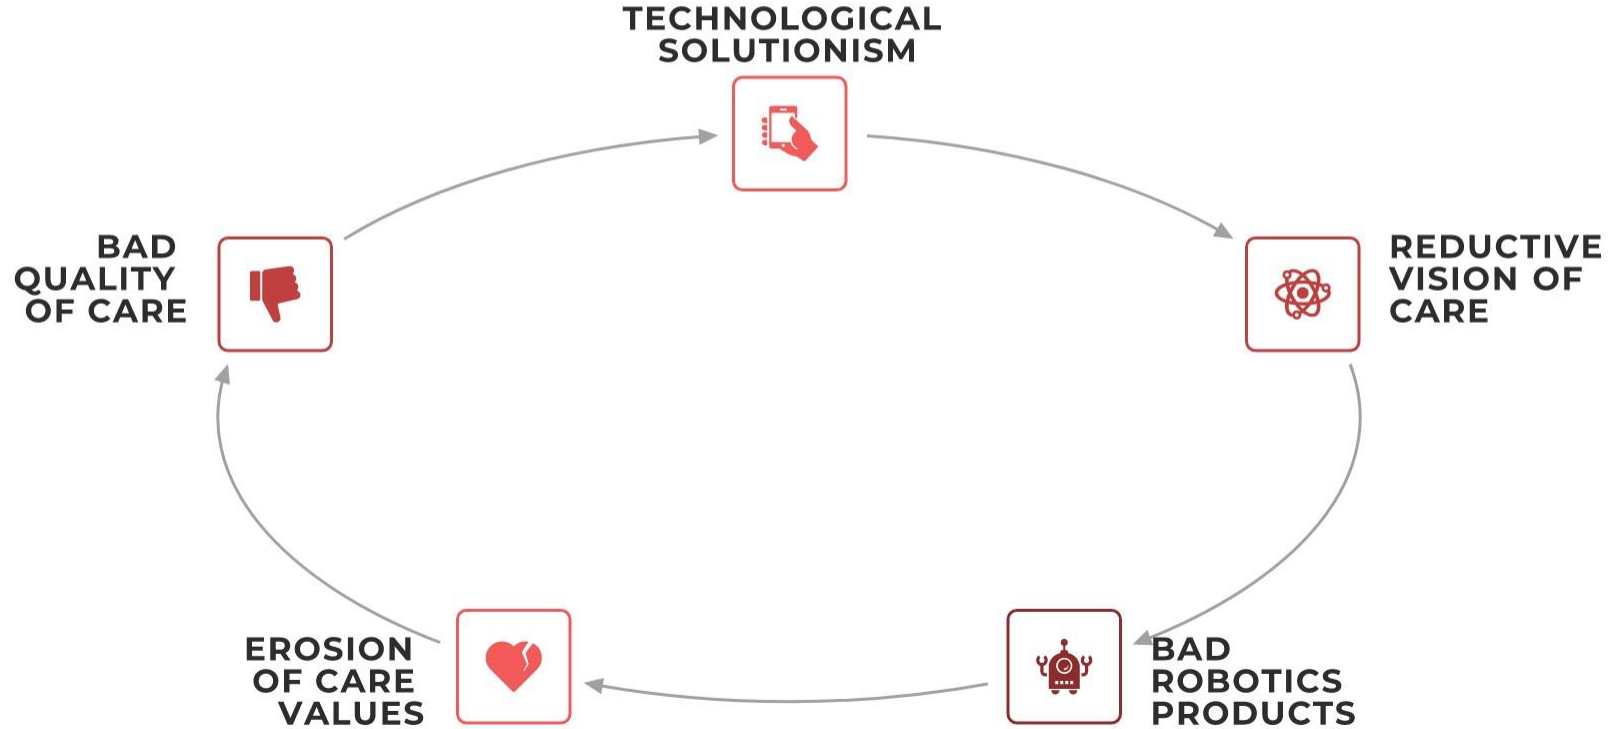 TECHNOLOGICAL
SOLUTIONISM
REDUCTIVE
VISION OF
CARE
BAD
ROBOTICS
PRODUCTS
EROSION
OF CARE
VALUES
BAD
QUALITY
OF CARE